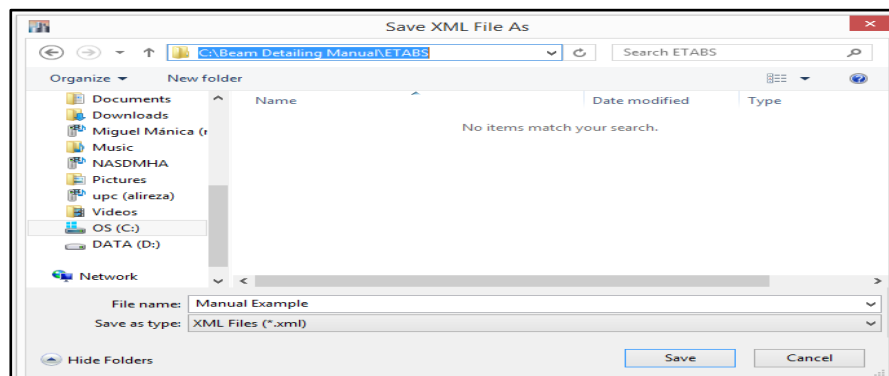 Save XML File As
C:\Beam Detailing Manual\ETABS
Search ETABS
Organize
New folder
Name
Date modified
Type
No items match your search.
Documents
Downloads
Miguel Mánica (r
Music
NASDMHA
Pictures
upc (alireza)
Videos
OS (C:)
DATA (D:)
Network
File name: Manual Example
Save as type: XML Files (*.xml)
Hide Folders
Save
Cancel